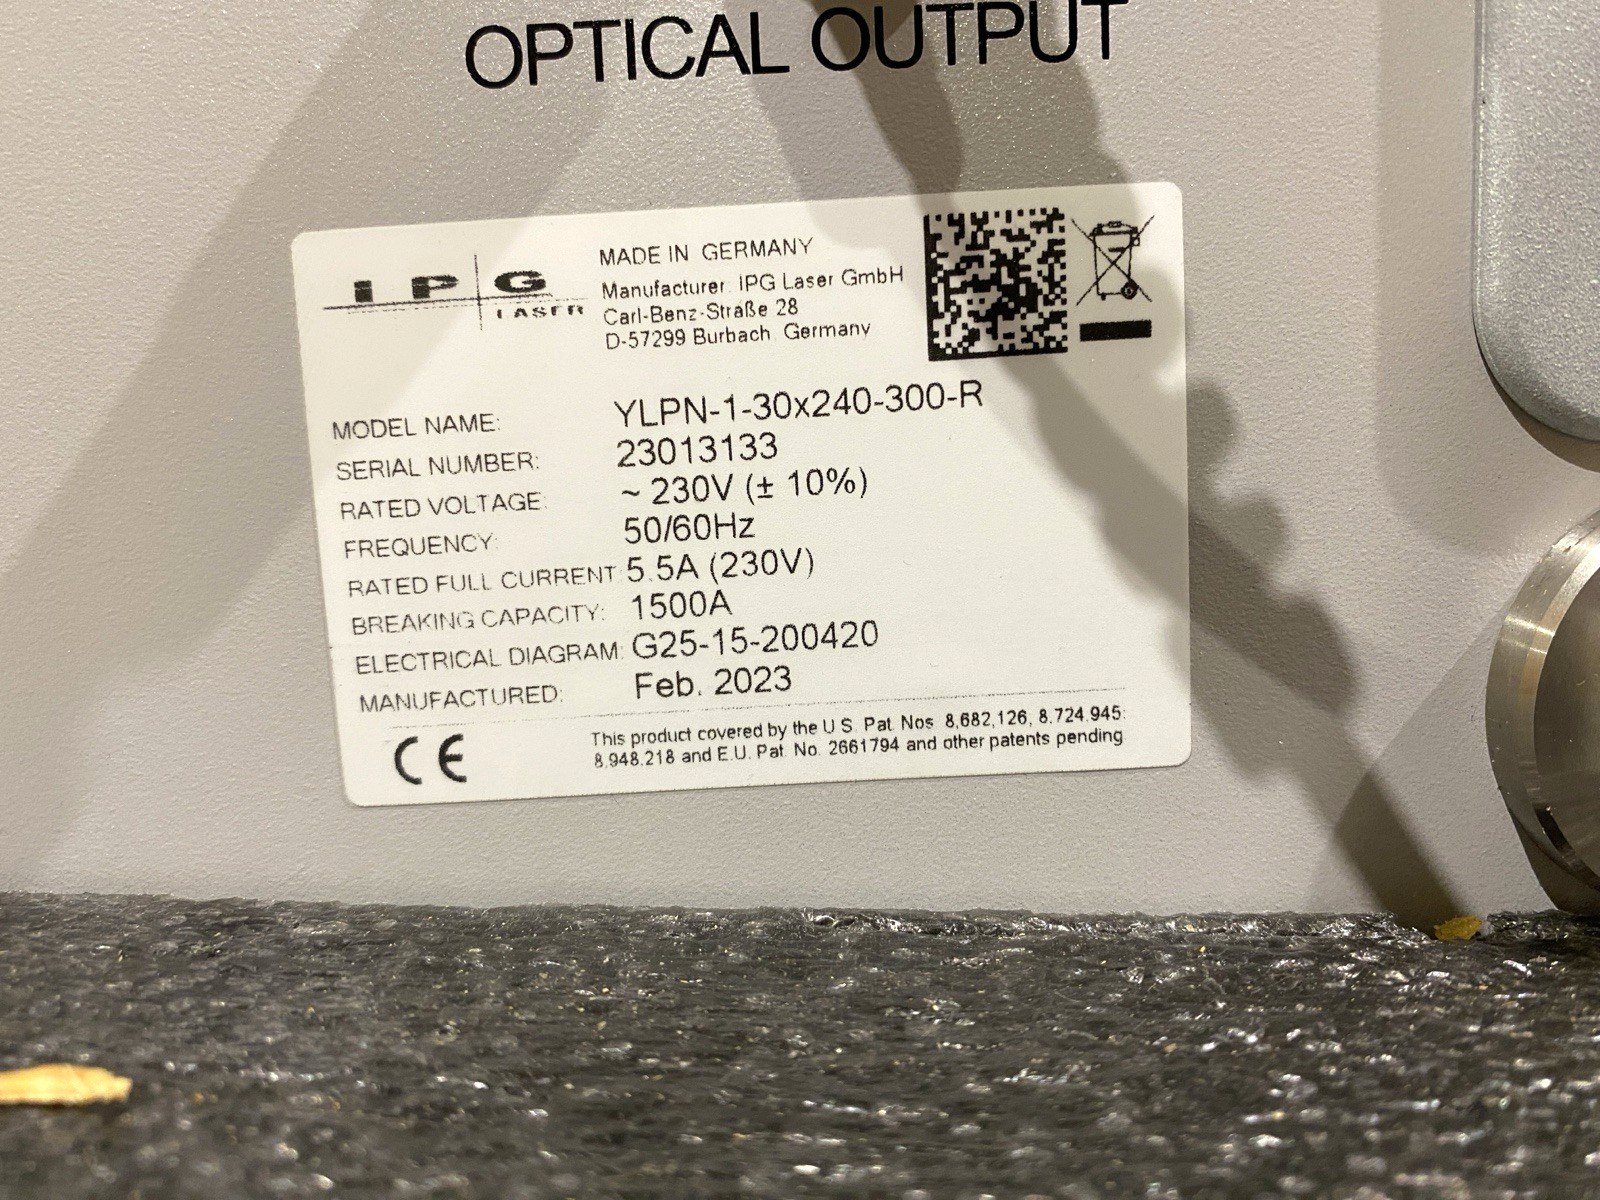 OPTICAL OUTPUT
IPG
LASER
MADE IN GERMANY
Manufacturer: IPG Laser GmbH
Carl-Benz-Straße 28
D-57299 Burbach, Germany
MODEL NAME: YLPN-1-30x240-300-R
SERIAL NUMBER: 23013133
RATED VOLTAGE: ~ 230V (± 10%)
FREQUENCY: 50/60Hz
RATED FULL CURRENT: 5.5A (230V)
BREAKING CAPACITY: 1500A
ELECTRICAL DIAGRAM: G25-15-200420
MANUFACTURED: Feb. 2023
CE
This product covered by the U.S. Pat. Nos. 8,682,126, 8.724.945:
8.948.218 and E.U. Pat. No. 2661794 and other patents pending